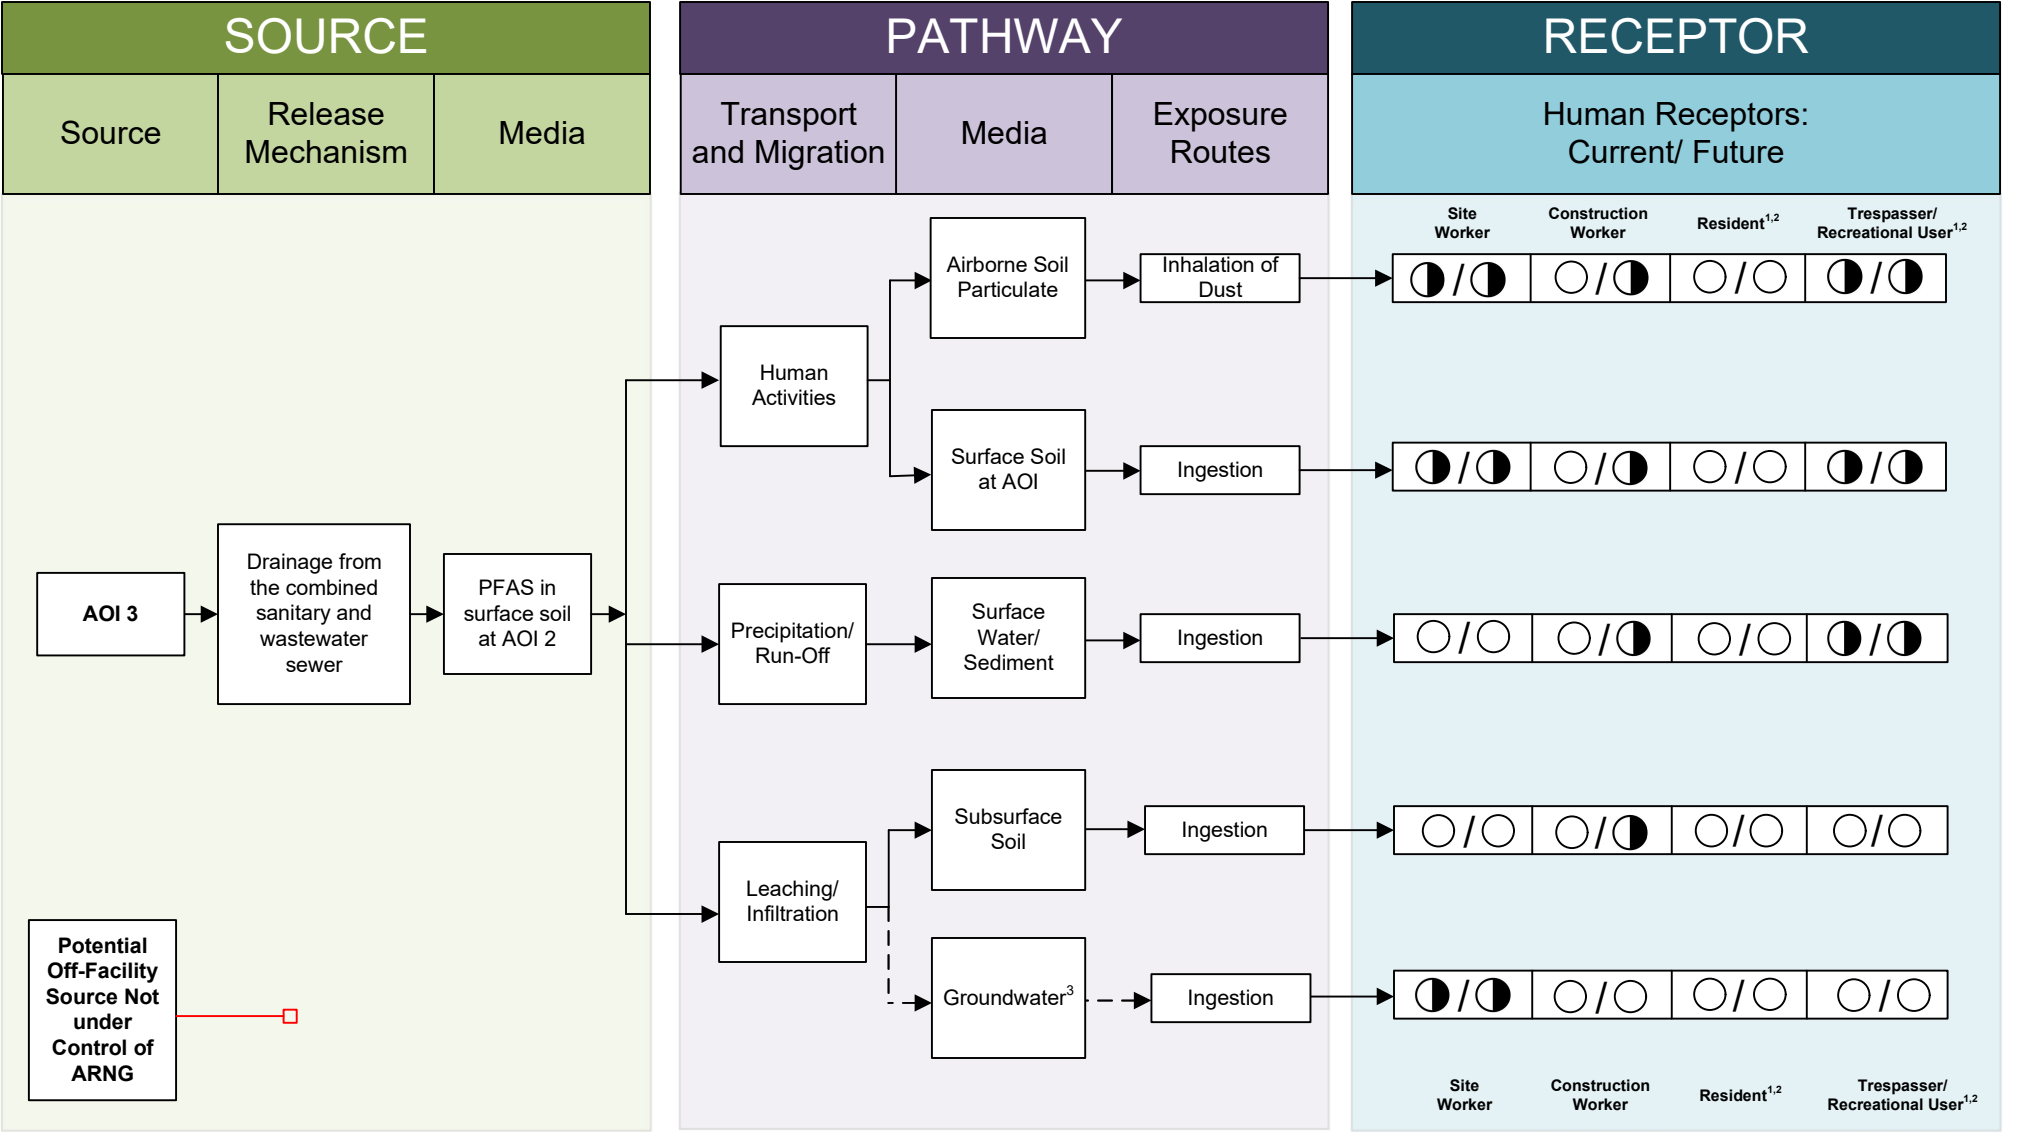 SOURCE
PATHWAY
RECEPTOR
Source
Release
Mechanism
Media
Transport
and Migration
Media
Exposure
Routes
Human Receptors:
Current/ Future
Site
Worker
Construction
Worker
Resident1,2
Trespasser/
Recreational User1,2
Airborne Soil
Particulate
Inhalation of
Dust
/
/
/
/
Human
Activities
Surface Soil
at AOI
Ingestion
/
/
/
/
AOI 3
Drainage from
the combined
sanitary and
wastewater
sewer
PFAS in
surface soil
at AOI 2
Precipitation/
Run-Off
Surface
Water/
Sediment
Ingestion
/
/
/
/
Leaching/
Infiltration
Subsurface
Soil
Ingestion
/
/
/
/
Groundwater3
Ingestion
/
/
/
/
Potential
Off-Facility
Source Not
under
Control of
ARNG
Site
Worker
Construction
Worker
Resident1,2
Trespasser/
Recreational User1,2